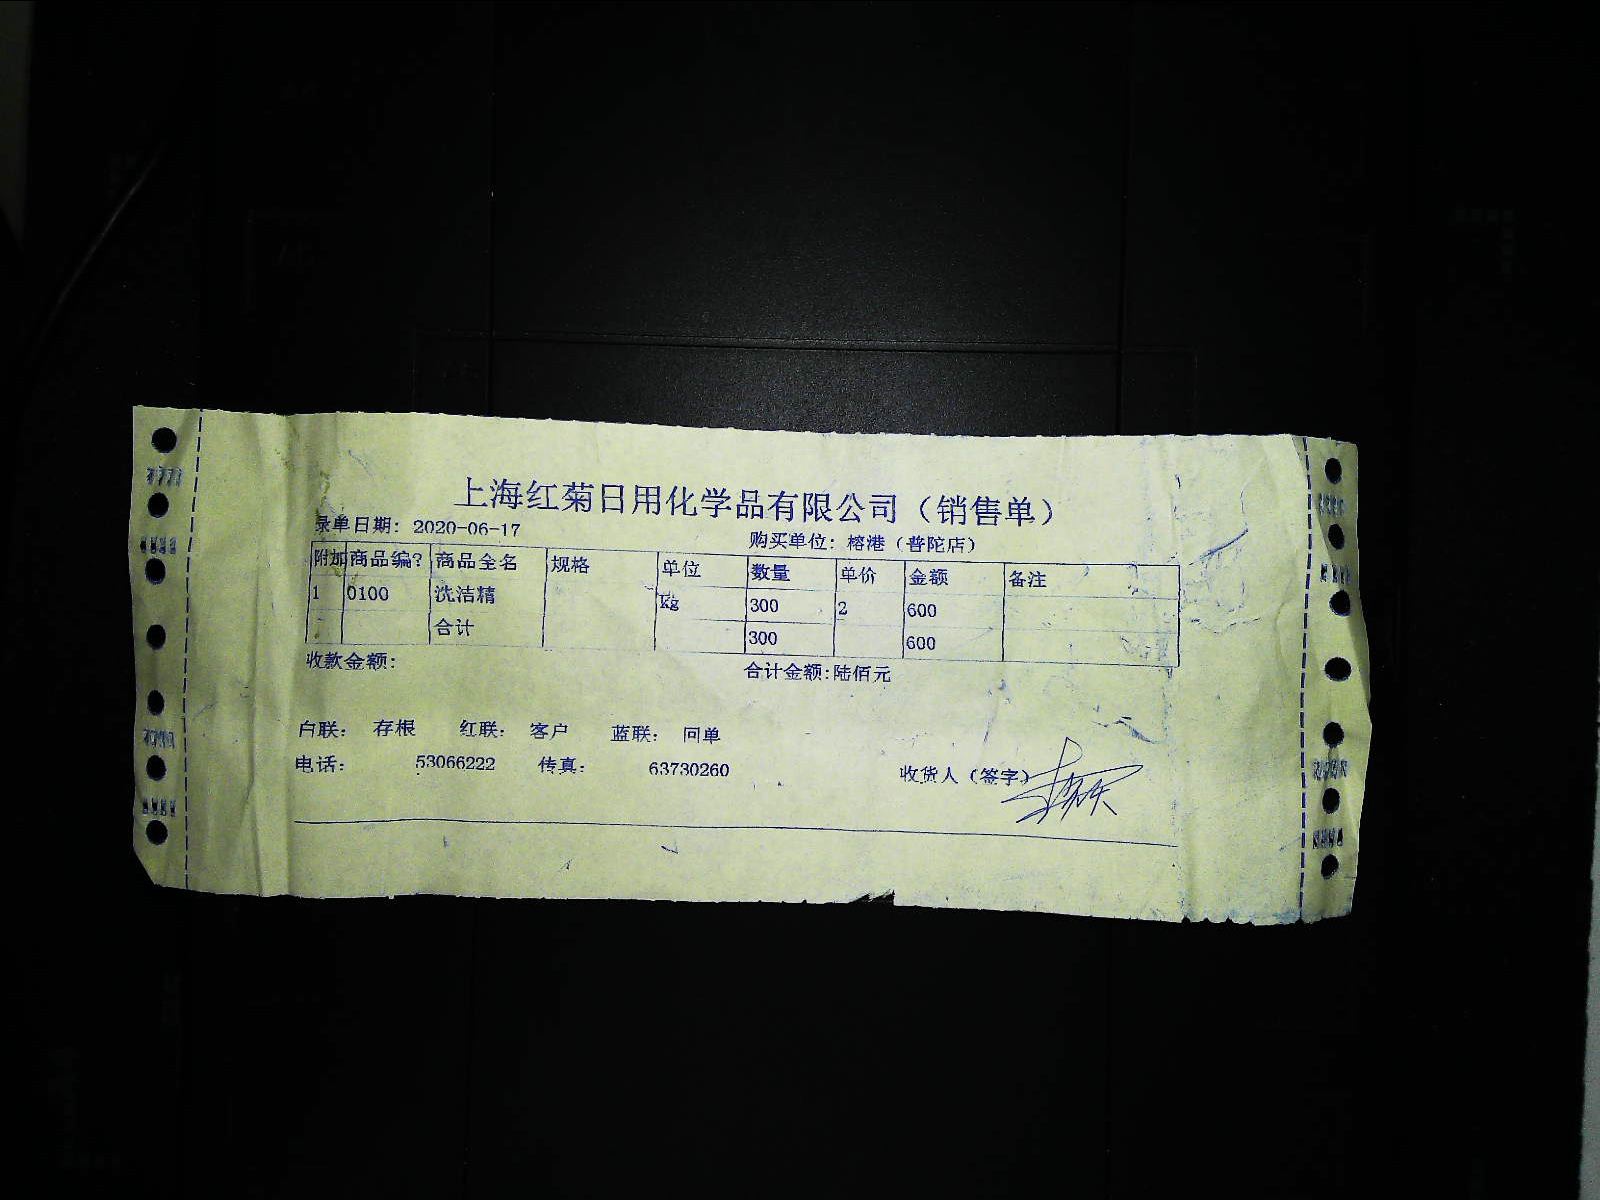 上海红菊日用化学品有限公司（销售单）
录单日期: 2020-06-17 购买单位: 榕港（普陀店）
附加 商品编? 商品全名 规格 单位 数量 单价 金额 备注
1 0100 洗洁精 kg 300 2 600
合计 300 600
收款金额: 合计金额:陆佰元
白联: 存根 红联: 客户 蓝联: 回单
电话: 53066222 传真: 63730260 收货人（签字）